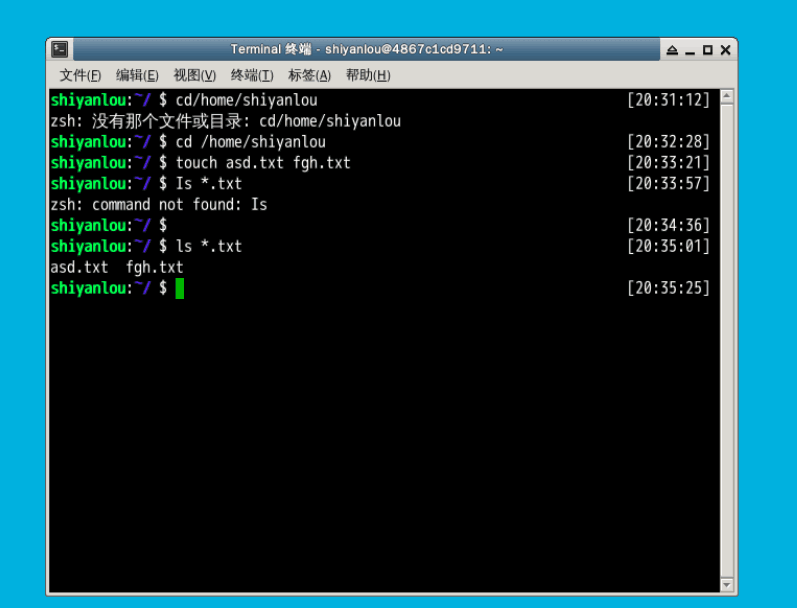 Terminal 终端 - shiyanlou@4867c1cd9711: ~
文件(F) 编辑(E) 视图(V) 终端(T) 标签(A) 帮助(H)
shiyanlou:~/ $ cd/home/shiyanlou [20:31:12]
zsh: 没有那个文件或目录: cd/home/shiyanlou
shiyanlou:~/ $ cd /home/shiyanlou [20:32:28]
shiyanlou:~/ $ touch asd.txt fgh.txt [20:33:21]
shiyanlou:~/ $ Is *.txt [20:33:57]
zsh: command not found: Is
shiyanlou:~/ $ [20:34:36]
shiyanlou:~/ $ ls *.txt [20:35:01]
asd.txt fgh.txt
shiyanlou:~/ $ [20:35:25]